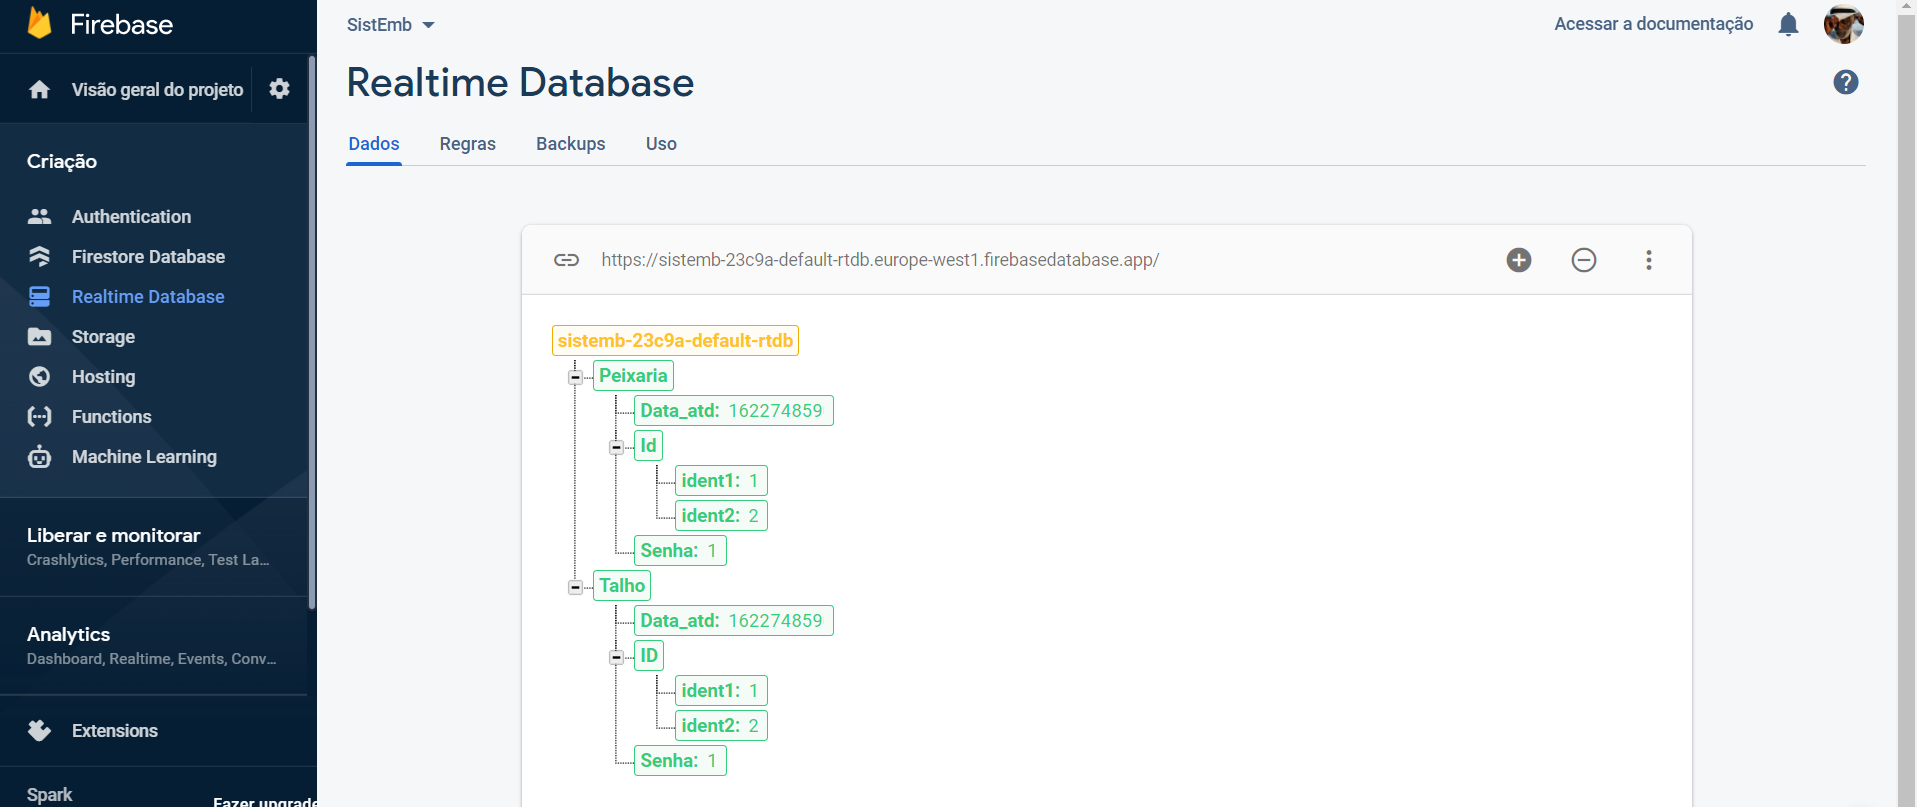 Firebase
Visão geral do projeto
Criação
Authentication
Firestore Database
Realtime Database
Storage
Hosting
Functions
Machine Learning
Liberar e monitorar
Crashlytics, Performance, Test La...
Analytics
Dashboard, Realtime, Events, Conv...
Extensions
Spark
Fazer upgrade
SistEmb
Acessar a documentação
Realtime Database
Dados Regras Backups Uso
https://sistemb-23c9a-default-rtdb.europe-west1.firebasedatabase.app/
sistemb-23c9a-default-rtdb
Peixaria
Data_atd: 162274859
Id
ident1: 1
ident2: 2
Senha: 1
Talho
Data_atd: 162274859
ID
ident1: 1
ident2: 2
Senha: 1